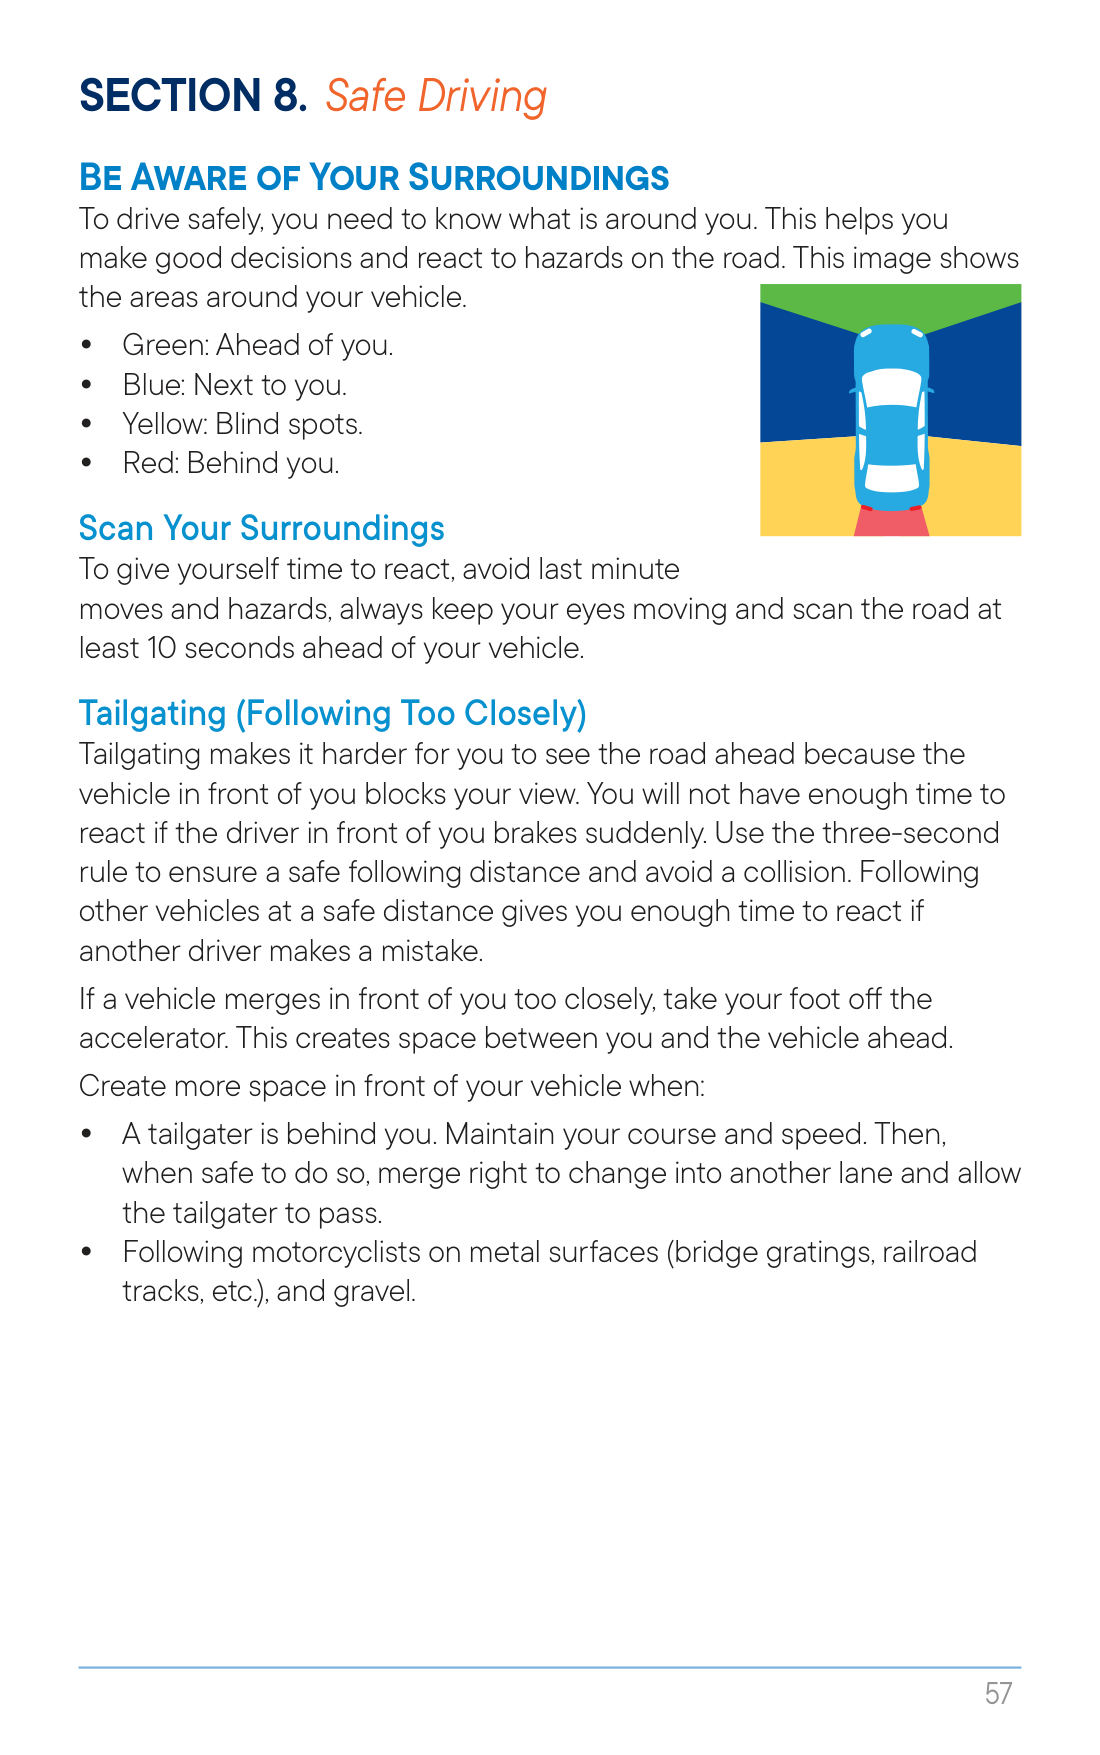 SECTION 8. Safe Driving
BE AWARE OF YOUR SURROUNDINGS
To drive safely, you need to know what is around you. This helps you
make good decisions and react to hazards on the road. This image shows
the areas around your vehicle.
• Green: Ahead of you.
• Blue: Next to you.
• Yellow: Blind spots.
• Red: Behind you.
Scan Your Surroundings
To give yourself time to react, avoid last minute
moves and hazards, always keep your eyes moving and scan the road at
least 10 seconds ahead of your vehicle.
Tailgating (Following Too Closely)
Tailgating makes it harder for you to see the road ahead because the
vehicle in front of you blocks your view. You will not have enough time to
react if the driver in front of you brakes suddenly. Use the three-second
rule to ensure a safe following distance and avoid a collision. Following
other vehicles at a safe distance gives you enough time to react if
another driver makes a mistake.
If a vehicle merges in front of you too closely, take your foot off the
accelerator. This creates space between you and the vehicle ahead.
Create more space in front of your vehicle when:
• A tailgater is behind you. Maintain your course and speed. Then,
when safe to do so, merge right to change into another lane and allow
the tailgater to pass.
• Following motorcyclists on metal surfaces (bridge gratings, railroad
tracks, etc.), and gravel.
57